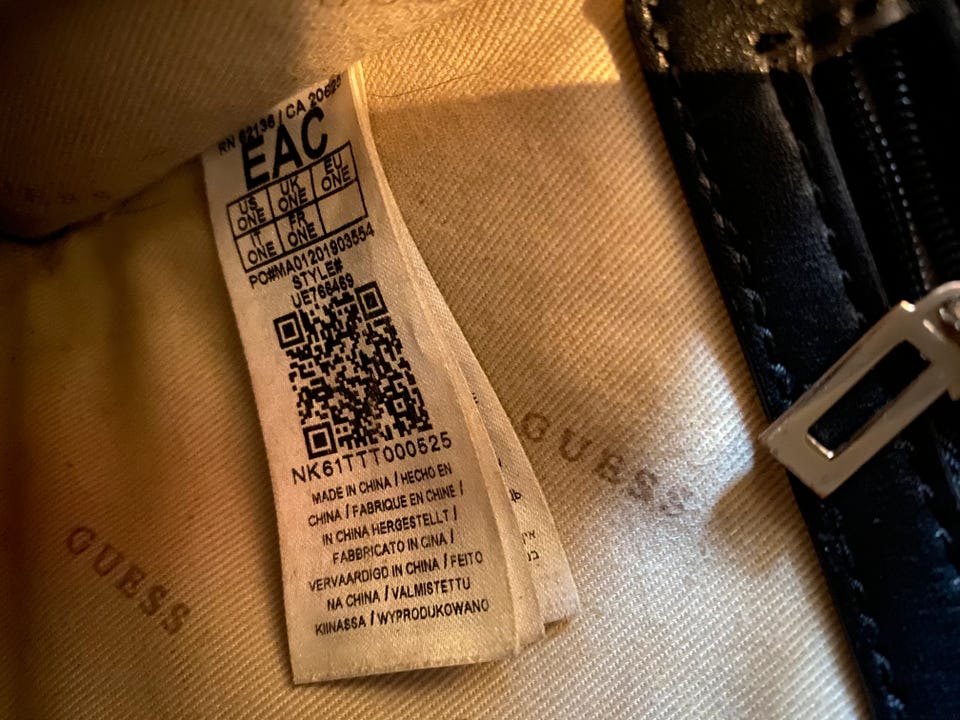 RN 62136 / CA 20625
EAC
US ONE
UK ONE
EU ONE
IT ONE
FR ONE
PO#MA01201903554
STYLE#
UE766469
NK61TTT000525
MADE IN CHINA / HECHO EN
CHINA / FABRIQUE EN CHINE /
IN CHINA HERGESTELLT /
FABBRICATO IN CINA /
VERVAARDIGD IN CHINA / FEITO
NA CHINA / VALMISTETTU
KIINASSA / WYPRODUKOWANO
GUESS
GUESS